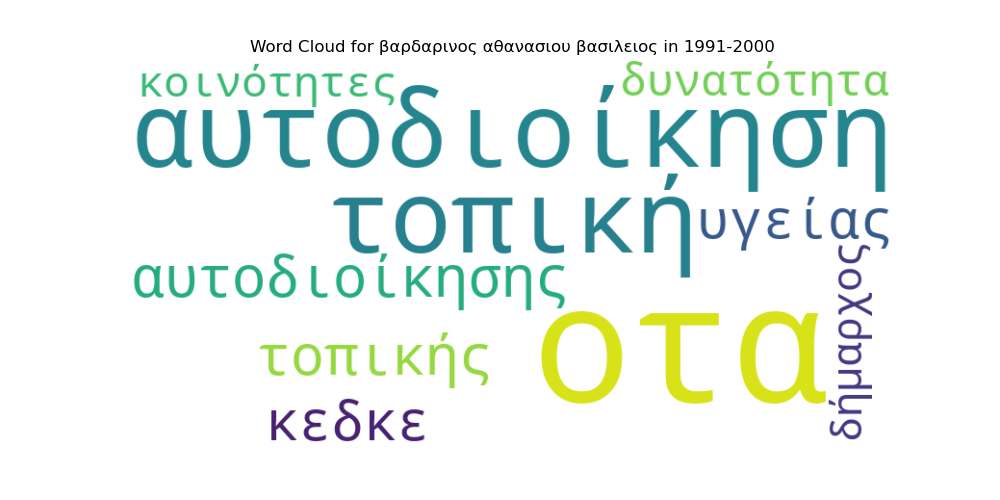 Word Cloud for βαρδαρινος αθανασιου βασιλειος in 1991-2000
κοινότητες
δυνατότητα
αυτοδιοίκηση
τοπική
υγείας
αυτοδιοίκησης
οτα
δήμαρχος
τοπικής
κεδκε